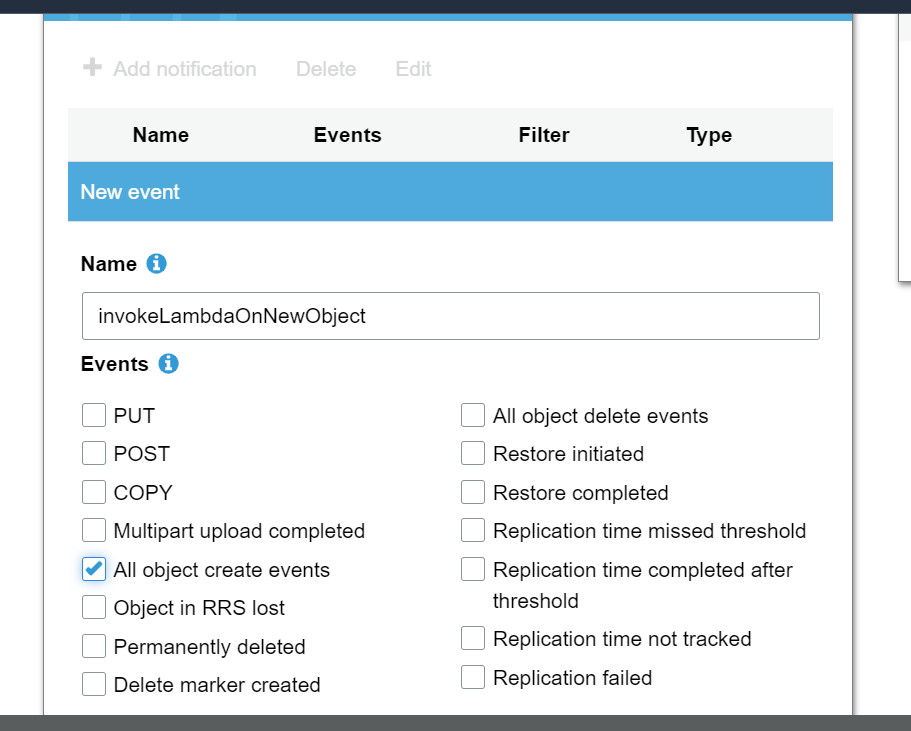 Add notification Delete Edit
Name Events Filter Type
New event
Name
invokeLambdaOnNewObject
Events
PUT
POST
COPY
Multipart upload completed
All object create events
Object in RRS lost
Permanently deleted
Delete marker created
All object delete events
Restore initiated
Restore completed
Replication time missed threshold
Replication time completed after
threshold
Replication time not tracked
Replication failed